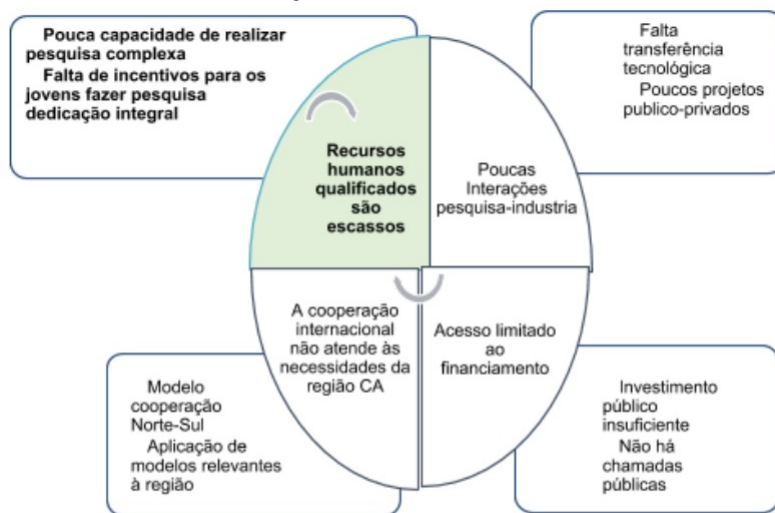 Pouca capacidade de realizar
pesquisa complexa
Falta de incentivos para os
jovens fazer pesquisa
dedicação integral
Falta
transferência
tecnológica
Poucos projetos
publico-privados
Recursos
humanos
qualificados
são
escassos
Poucas
Interações
pesquisa-industria
A cooperação
internacional
não atende às
necessidades da
região CA
Acesso limitado
ao
financiamento
Modelo
cooperação
Norte-Sul
Aplicação de
modelos relevantes
à região
Investimento
público
insuficiente
Não há
chamadas
públicas